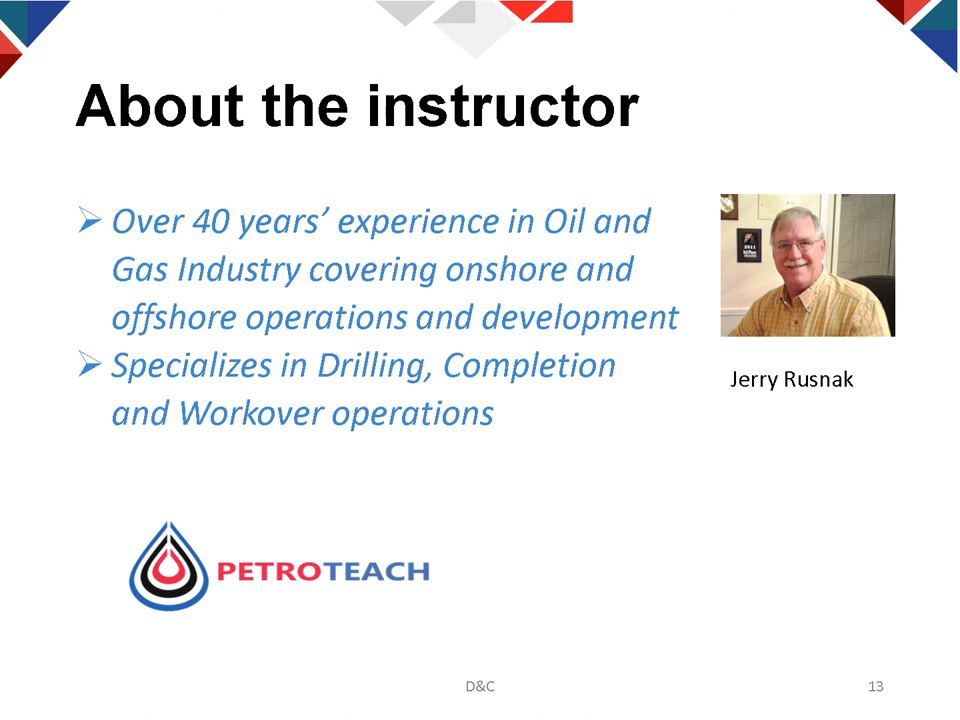 About the instructor
➢ Over 40 years’ experience in Oil and
Gas Industry covering onshore and
offshore operations and development
➢ Specializes in Drilling, Completion
and Workover operations
Jerry Rusnak
PETROTEACH
D&C
13